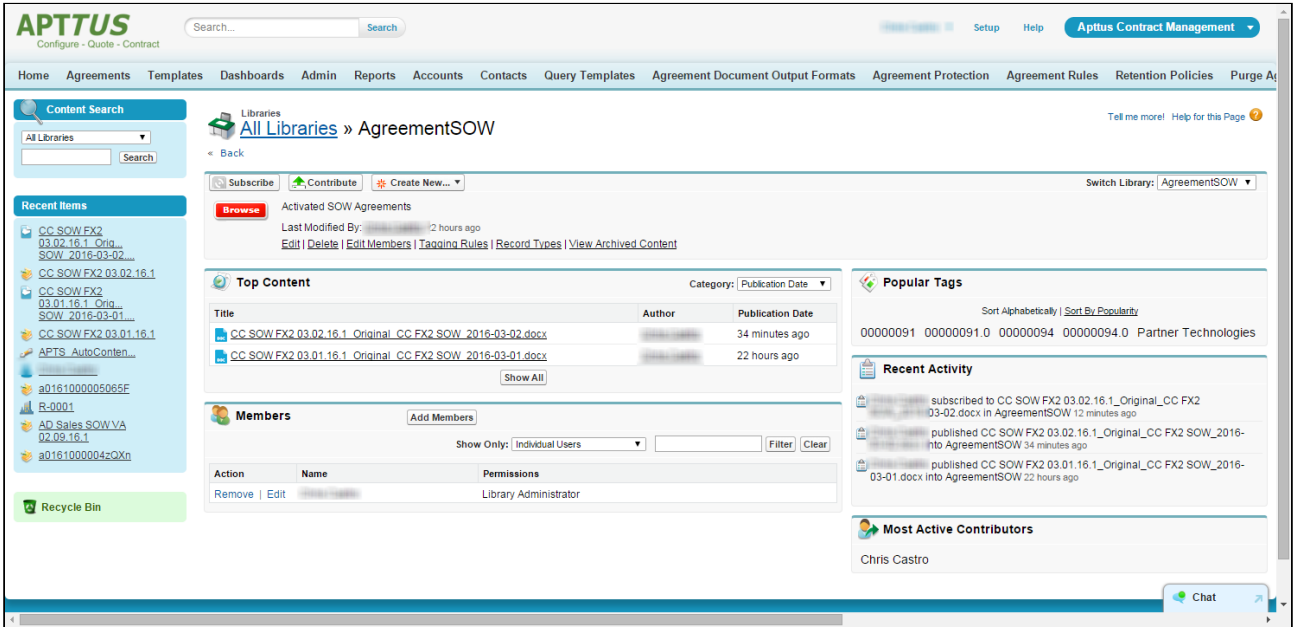 APTTUS
Configure - Quote - Contract
Search...
Search
Setup
Help
Apttus Contract Management
Home Agreements Templates Dashboards Admin Reports Accounts Contacts Query Templates Agreement Document Output Formats Agreement Protection Agreement Rules Retention Policies Purge Ag
Content Search
All Libraries
Search
Recent Items
CC SOW FX2
03.02.16.1_Orig...
SOW_2016-03-02....
CC SOW FX2 03.02.16.1
CC SOW FX2
03.01.16.1_Orig...
SOW_2016-03-01....
CC SOW FX2 03.01.16.1
APTS_AutoConten...
a0161000005065F
R-0001
AD Sales SOW VA
02.09.16.1
a0161000004zQXn
Recycle Bin
Libraries
All Libraries » AgreementSOW
« Back
Tell me more! Help for this Page
Subscribe
Contribute
Create New...
Switch Library: AgreementSOW
Browse
Activated SOW Agreements
Last Modified By: 2 hours ago
Edit | Delete | Edit Members | Tagging Rules | Record Types | View Archived Content
Top Content
Category: Publication Date
Title Author Publication Date
CC SOW FX2 03.02.16.1_Original_CC FX2 SOW_2016-03-02.docx 34 minutes ago
CC SOW FX2 03.01.16.1_Original_CC FX2 SOW_2016-03-01.docx 22 hours ago
Show All
Members
Add Members
Show Only: Individual Users
Filter
Clear
Action Name Permissions
Remove | Edit Library Administrator
Popular Tags
Sort Alphabetically | Sort By Popularity
00000091 00000091.0 00000094 00000094.0 Partner Technologies
Recent Activity
subscribed to CC SOW FX2 03.02.16.1_Original_CC FX2
03-02.docx in AgreementSOW 12 minutes ago
published CC SOW FX2 03.02.16.1_Original_CC FX2 SOW_2016-
into AgreementSOW 34 minutes ago
published CC SOW FX2 03.01.16.1_Original_CC FX2 SOW_2016-
03-01.docx into AgreementSOW 22 hours ago
Most Active Contributors
Chris Castro
Chat